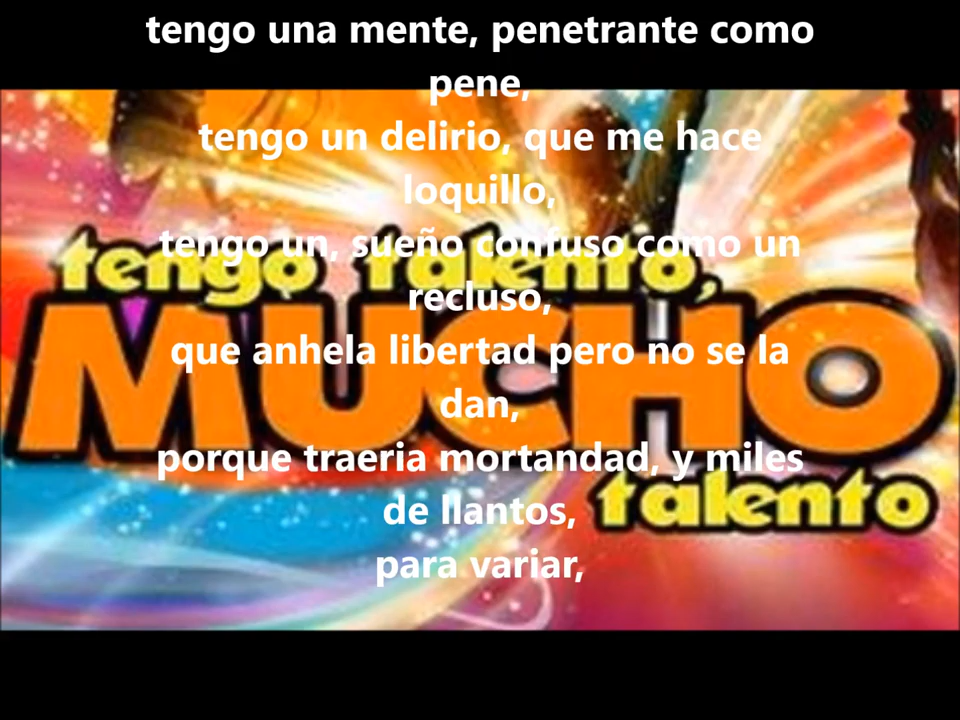 tengo una mente, penetrante como
pene,
tengo un delirio, que me hace
loquillo,
tengo un, sueño confuso como un
recluso,
que anhela libertad pero no se la
dan,
porque traeria mortandad, y miles
de llantos,
para variar,
tengo talento,
MUCHO
talento